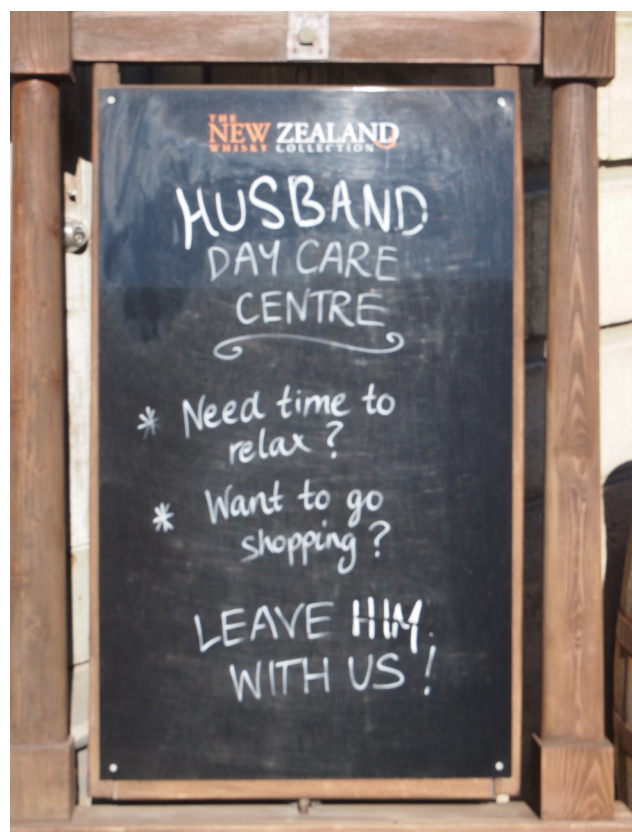 THE
NEW ZEALAND
WHISKY COLLECTION
HUSBAND
DAY CARE
CENTRE
* Need time to
relax ?
* Want to go
shopping ?
LEAVE HIM
WITH US !